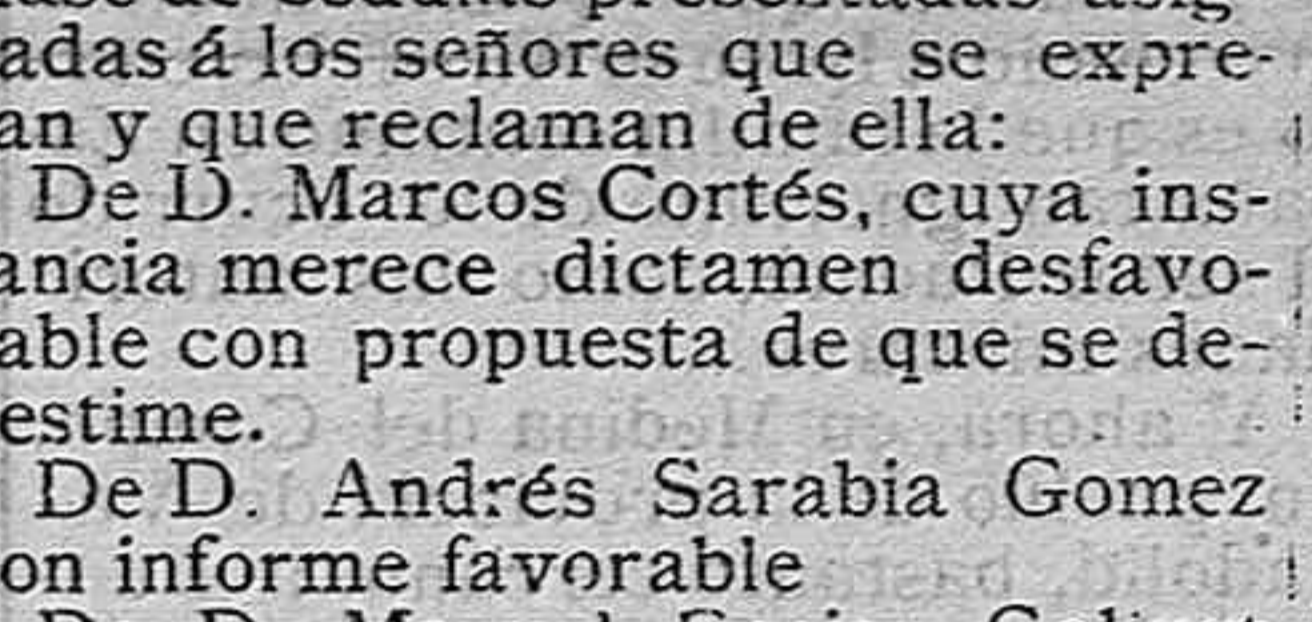 adas á los señores que se expre-
an y que reclaman de ella:
De D. Marcos Cortés, cuya ins-
ancia merece dictamen desfavo-
able con propuesta de que se de-
estime.
De D. Andrés Sarabia Gomez
on informe favorable